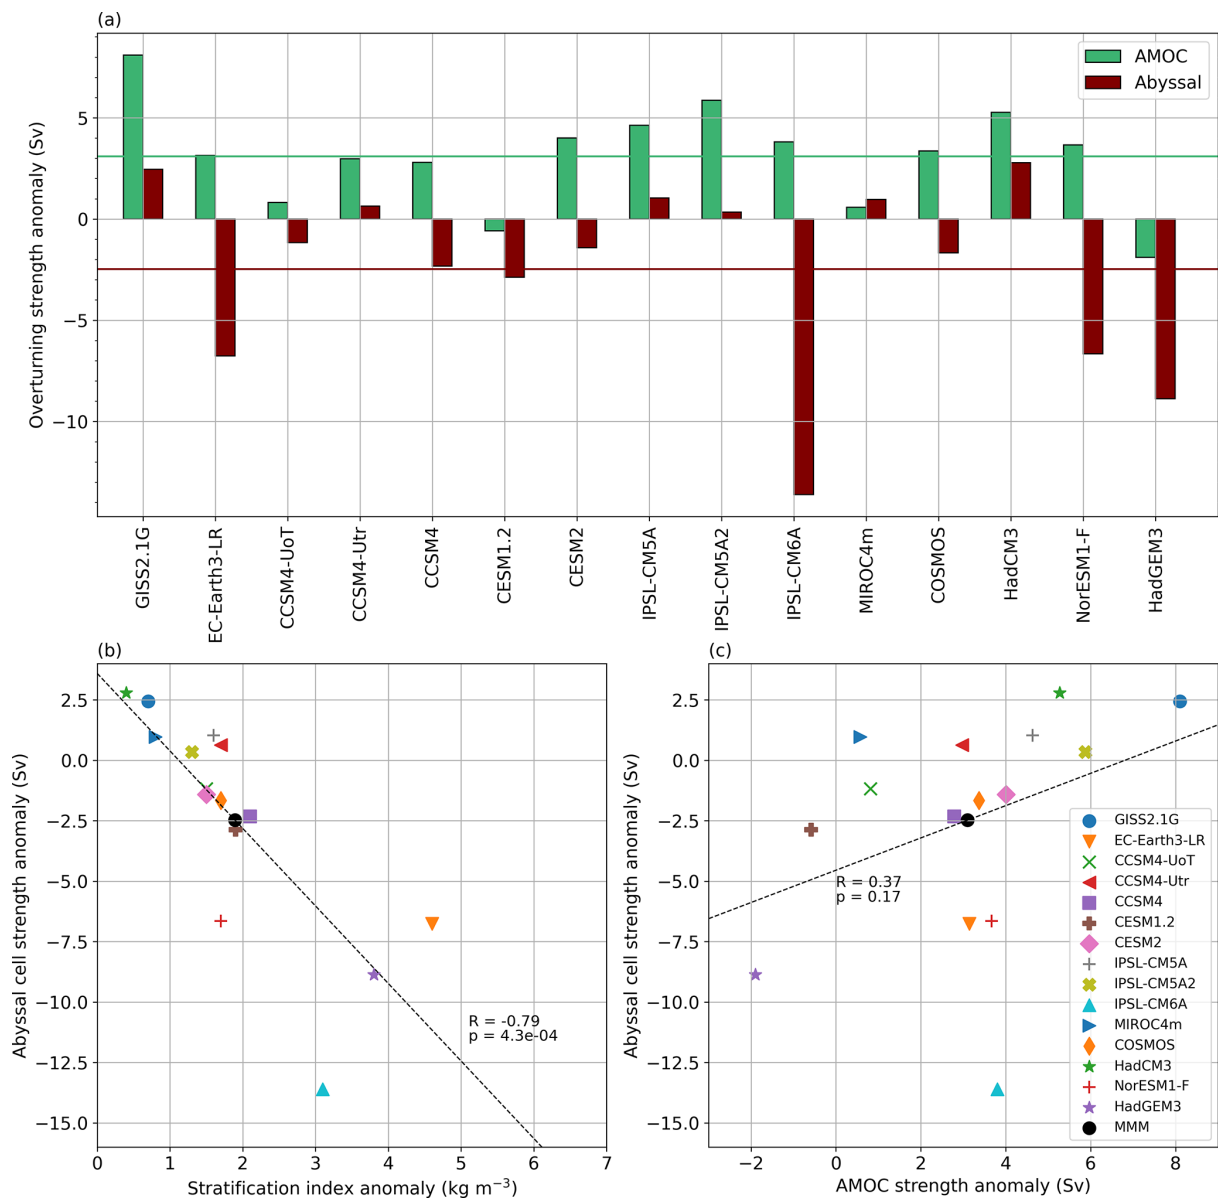 (a)
AMOC
Abyssal
Overturning strength anomaly (Sv)
5
0
−5
−10
GISS2.1G
EC-Earth3-LR
CCSM4-UoT
CCSM4-Utr
CCSM4
CESM1.2
CESM2
IPSL-CM5A
IPSL-CM5A2
IPSL-CM6A
MIROC4m
COSMOS
HadCM3
NorESM1-F
HadGEM3
(b)
Abyssal cell strength anomaly (Sv)
2.5
0.0
−2.5
−5.0
−7.5
−10.0
−12.5
−15.0
R = -0.79
p = 4.3e-04
0 1 2 3 4 5 6 7
Stratification index anomaly (kg m⁻³)
(c)
Abyssal cell strength anomaly (Sv)
2.5
0.0
−2.5
−5.0
−7.5
−10.0
−12.5
−15.0
R = 0.37
p = 0.17
GISS2.1G
EC-Earth3-LR
CCSM4-UoT
CCSM4-Utr
CCSM4
CESM1.2
CESM2
IPSL-CM5A
IPSL-CM5A2
IPSL-CM6A
MIROC4m
COSMOS
HadCM3
NorESM1-F
HadGEM3
MMM
−2 0 2 4 6 8
AMOC strength anomaly (Sv)